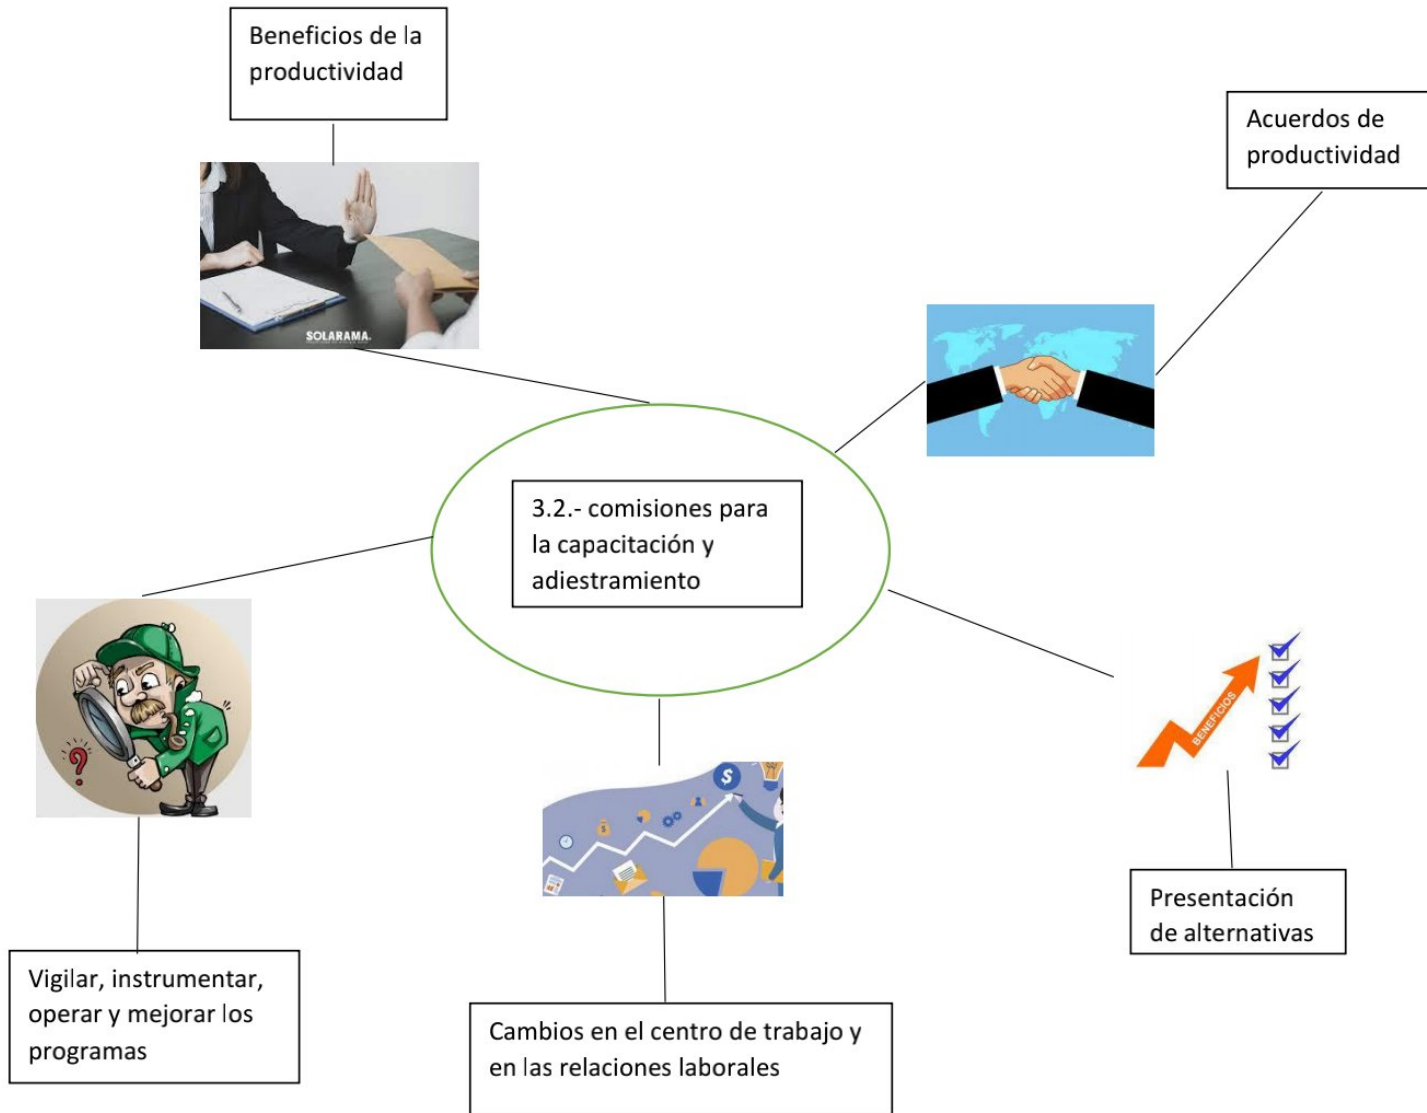 Beneficios de la
productividad
Acuerdos de
productividad
SOLARAMA
3.2.- comisiones para
la capacitación y
adiestramiento
BENEFICIOS
$
$
?
Presentación
de alternativas
Vigilar, instrumentar,
operar y mejorar los
programas
Cambios en el centro de trabajo y
en las relaciones laborales